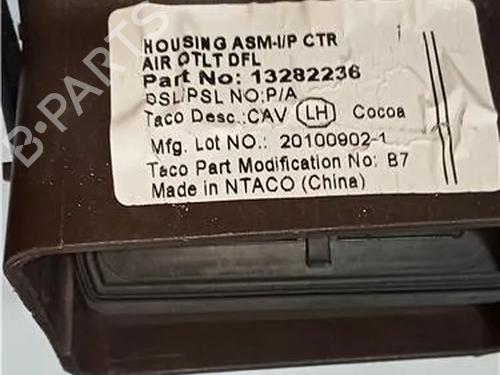 HOUSING ASM-I/P CTR
AIR OTLT DFL
Part No: 13282236
DSL/PSL NO:P/A
Taco Desc.:CAV LH Cocoa
Mfg. Lot NO.: 20100902-1
Taco Part Modification No: B7
Made in NTACO (China)
B-PARTS